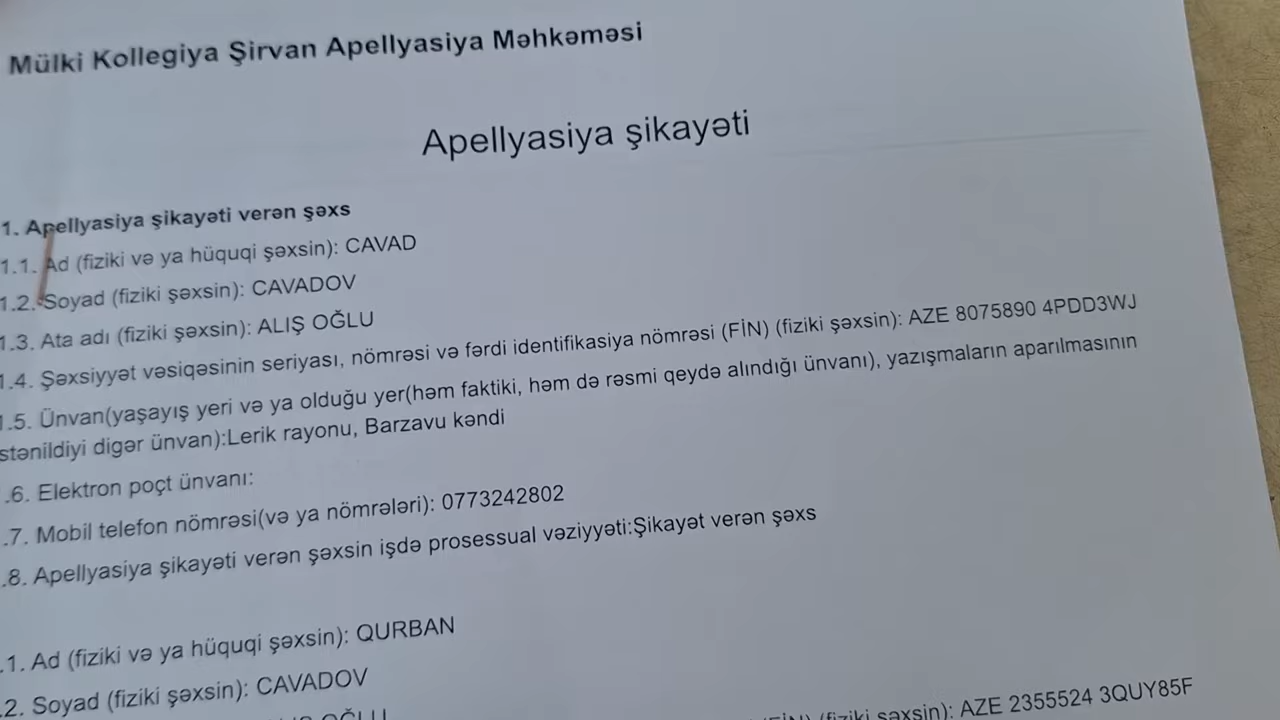 Mülki Kollegiya Şirvan Apellyasiya Məhkəməsi
Apellyasiya şikayəti
1. Apellyasiya şikayəti verən şəxs
1.1. Ad (fiziki və ya hüquqi şəxsin): CAVAD
1.2. Soyad (fiziki şəxsin): CAVADOV
1.3. Ata adı (fiziki şəxsin): ALIŞ OĞLU
1.4. Şəxsiyyət vəsiqəsinin seriyası, nömrəsi və fərdi identifikasiya nömrəsi (FİN) (fiziki şəxsin): AZE 8075890 4PDD3WJ
1.5. Ünvan(yaşayış yeri və ya olduğu yer(həm faktiki, həm də rəsmi qeydə alındığı ünvanı), yazışmaların aparılmasının
stənildiyi digər ünvan):Lerik rayonu, Barzavu kəndi
.6. Elektron poçt ünvanı:
.7. Mobil telefon nömrəsi(və ya nömrələri): 0773242802
.8. Apellyasiya şikayəti verən şəxsin işdə prosessual vəziyyəti:Şikayət verən şəxs
.1. Ad (fiziki və ya hüquqi şəxsin): QURBAN
.2. Soyad (fiziki şəxsin): CAVADOV
OĞLU
(fiziki şəxsin): AZE 2355524 3QUY85F